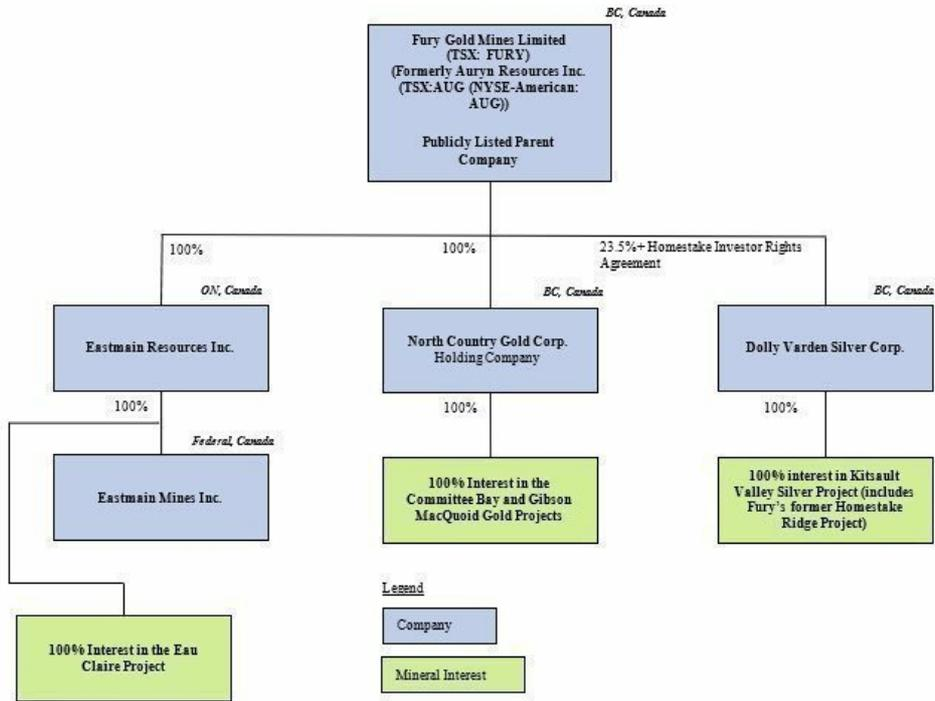 BC, Canada
Fury Gold Mines Limited
(TSX: FURY)
(Formerly Auryn Resources Inc.
(TSX:AUG (NYSE-American:
AUG))
Publicly Listed Parent
Company
100%
100%
23.5%+ Homestake Investor Rights
Agreement
ON, Canada
BC, Canada
BC, Canada
Eastmain Resources Inc.
North Country Gold Corp.
Holding Company
Dolly Varden Silver Corp.
100%
100%
100%
Federal, Canada
Eastmain Mines Inc.
100% Interest in the
Committee Bay and Gibson
MacQuoid Gold Projects
100% interest in Kitsault
Valley Silver Project (includes
Fury's former Homestake
Ridge Project)
100% Interest in the Eau
Claire Project
Legend
Company
Mineral Interest